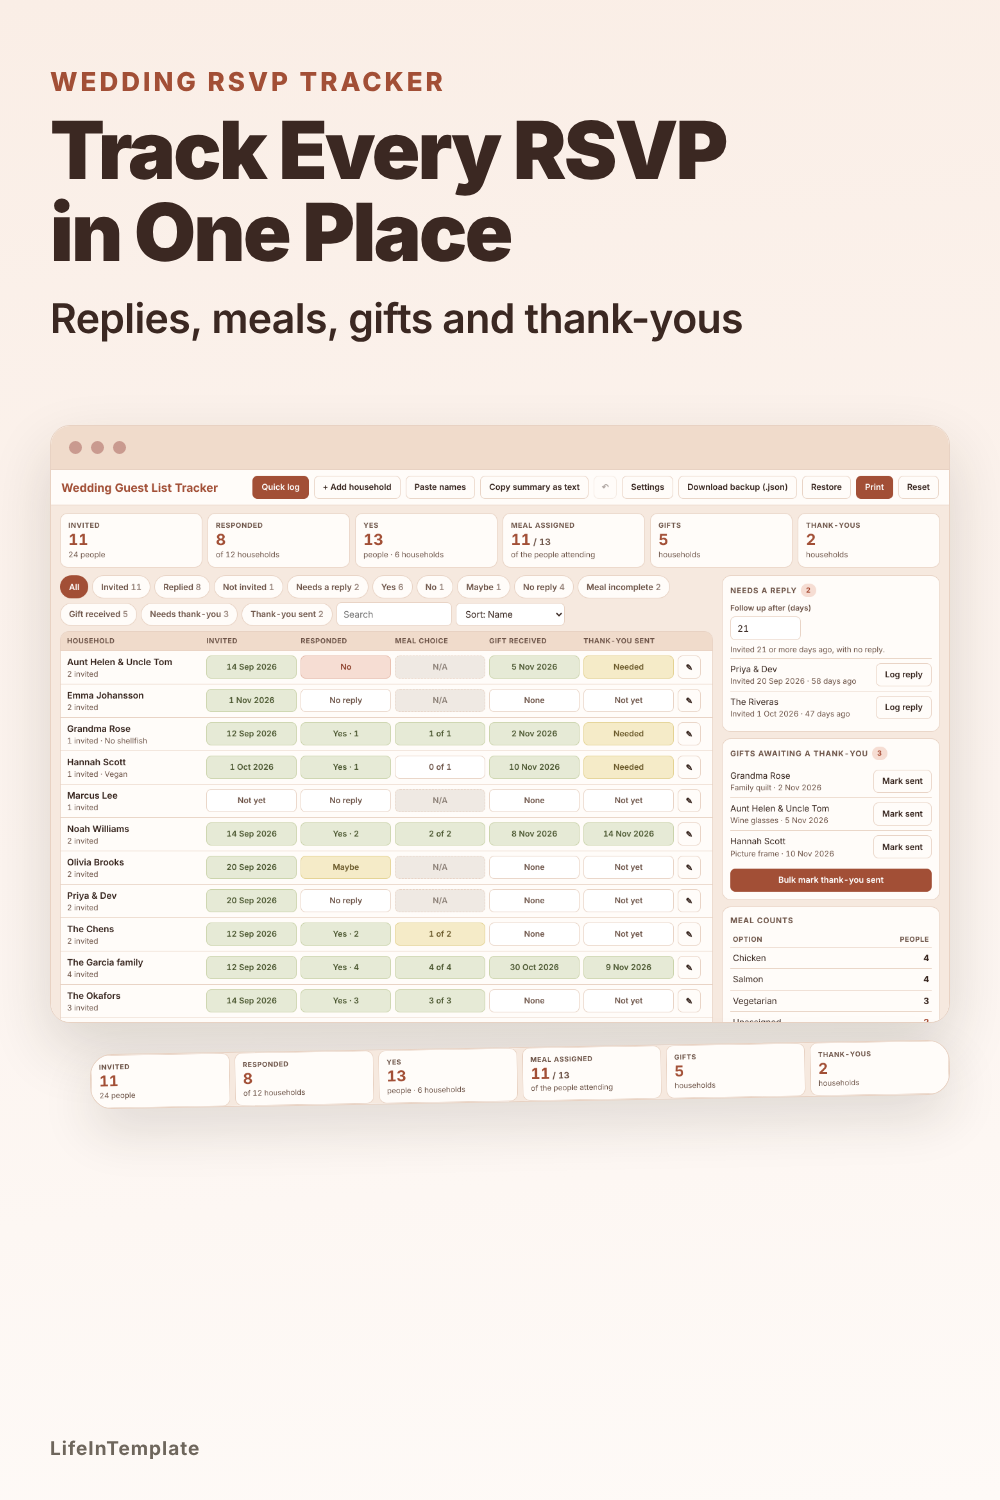 WEDDING RSVP TRACKER
Track Every RSVP
in One Place
Replies, meals, gifts and thank-yous
Wedding Guest List Tracker
Quick log
+ Add household
Paste names
Copy summary as text
↶
Settings
Download backup (.json)
Restore
Print
Reset
INVITED
11
24 people
RESPONDED
8
of 12 households
YES
13
people · 6 households
MEAL ASSIGNED
11 / 13
of the people attending
GIFTS
5
households
THANK-YOUS
2
households
All
Invited 11
Replied 8
Not invited 1
Needs a reply 2
Yes 6
No 1
Maybe 1
No reply 4
Meal incomplete 2
Gift received 5
Needs thank-you 3
Thank-you sent 2
Search
Sort: Name
HOUSEHOLD INVITED RESPONDED MEAL CHOICE GIFT RECEIVED THANK-YOU SENT
Aunt Helen & Uncle Tom
2 invited
14 Sep 2026 No N/A 5 Nov 2026 Needed ✎
Emma Johansson
2 invited
1 Nov 2026 No reply N/A None Not yet ✎
Grandma Rose
1 invited · No shellfish
12 Sep 2026 Yes · 1 1 of 1 2 Nov 2026 Needed ✎
Hannah Scott
1 invited · Vegan
1 Oct 2026 Yes · 1 0 of 1 10 Nov 2026 Needed ✎
Marcus Lee
1 invited
Not yet No reply N/A None Not yet ✎
Noah Williams
2 invited
14 Sep 2026 Yes · 2 2 of 2 8 Nov 2026 14 Nov 2026 ✎
Olivia Brooks
2 invited
20 Sep 2026 Maybe N/A None Not yet ✎
Priya & Dev
2 invited
20 Sep 2026 No reply N/A None Not yet ✎
The Chens
2 invited
12 Sep 2026 Yes · 2 1 of 2 None Not yet ✎
The Garcia family
4 invited
12 Sep 2026 Yes · 4 4 of 4 30 Oct 2026 9 Nov 2026 ✎
The Okafors
3 invited
14 Sep 2026 Yes · 3 3 of 3 None Not yet ✎
NEEDS A REPLY 2
Follow up after (days)
21
Invited 21 or more days ago, with no reply.
Priya & Dev
Invited 20 Sep 2026 · 58 days ago
Log reply
The Riveras
Invited 1 Oct 2026 · 47 days ago
Log reply
GIFTS AWAITING A THANK-YOU 3
Grandma Rose
Family quilt · 2 Nov 2026
Mark sent
Aunt Helen & Uncle Tom
Wine glasses · 5 Nov 2026
Mark sent
Hannah Scott
Picture frame · 10 Nov 2026
Mark sent
Bulk mark thank-you sent
MEAL COUNTS
OPTION PEOPLE
Chicken 4
Salmon 4
Vegetarian 3
INVITED
11
24 people
RESPONDED
8
of 12 households
YES
13
people · 6 households
MEAL ASSIGNED
11 / 13
of the people attending
GIFTS
5
households
THANK-YOUS
2
households
LifeInTemplate